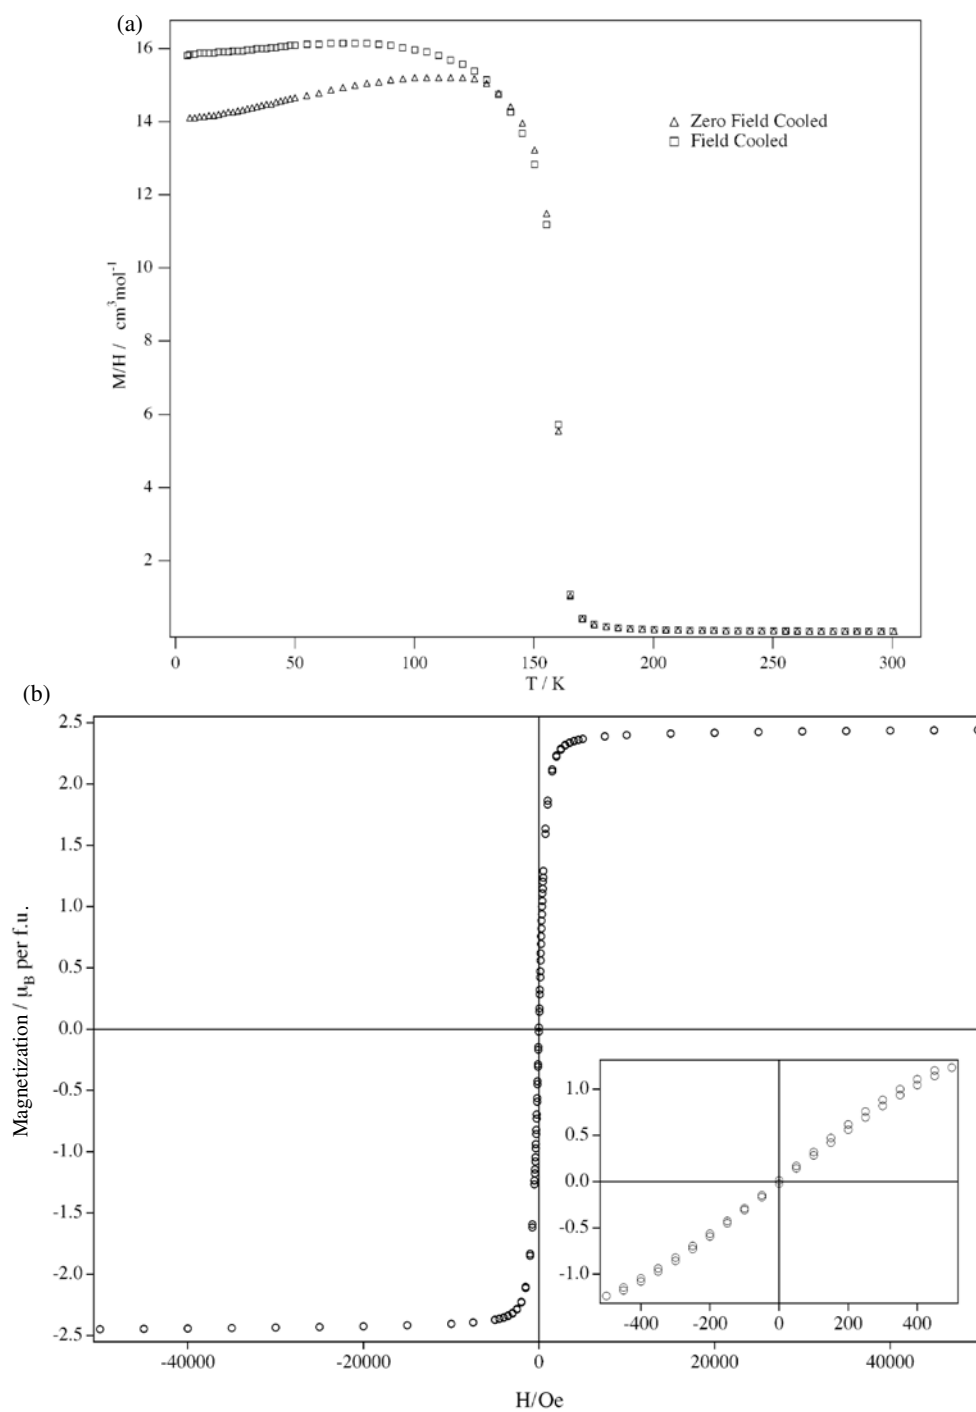 (a)
16
14
12
10
8
6
4
2
M/H / cm³mol⁻¹
△ Zero Field Cooled
□ Field Cooled
0 50 100 150 200 250 300
T / K
(b)
2.5
2.0
1.5
1.0
0.5
0.0
-0.5
-1.0
-1.5
-2.0
-2.5
Magnetization / μB per f.u.
1.0
0.5
0.0
-0.5
-1.0
-400 -200 0 200 400
-40000 -20000 0 20000 40000
H/Oe